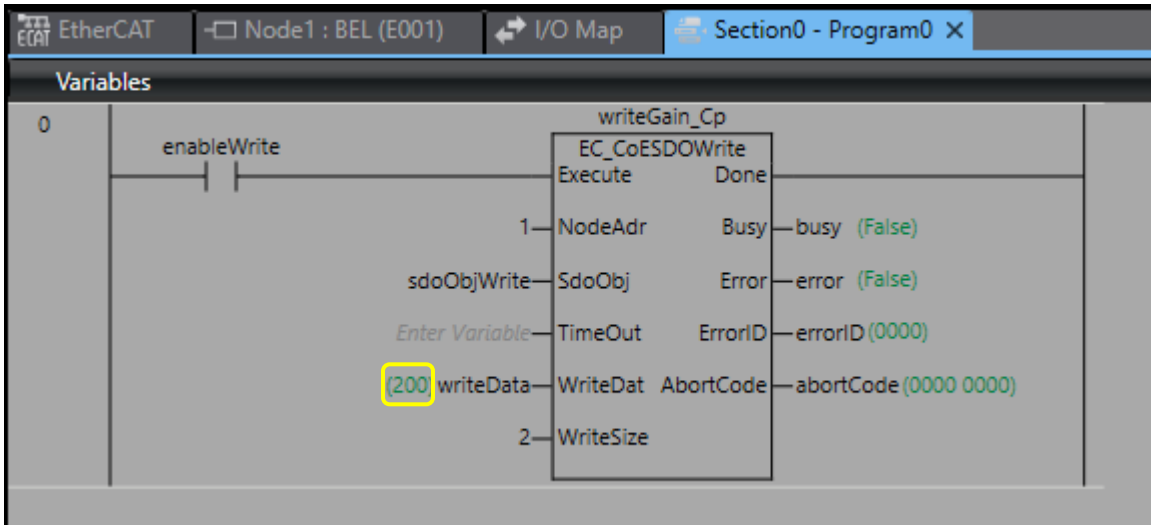 EtherCAT Node1 : BEL (E001) I/O Map Section0 - Program0
Variables
0
writeGain_Cp
enableWrite
EC_CoESDOWrite
Execute Done
1 NodeAdr Busy busy (False)
sdoObjWrite SdoObj Error error (False)
Enter Variable TimeOut ErrorID errorID (0000)
(200) writeData WriteDat AbortCode abortCode (0000 0000)
2 WriteSize